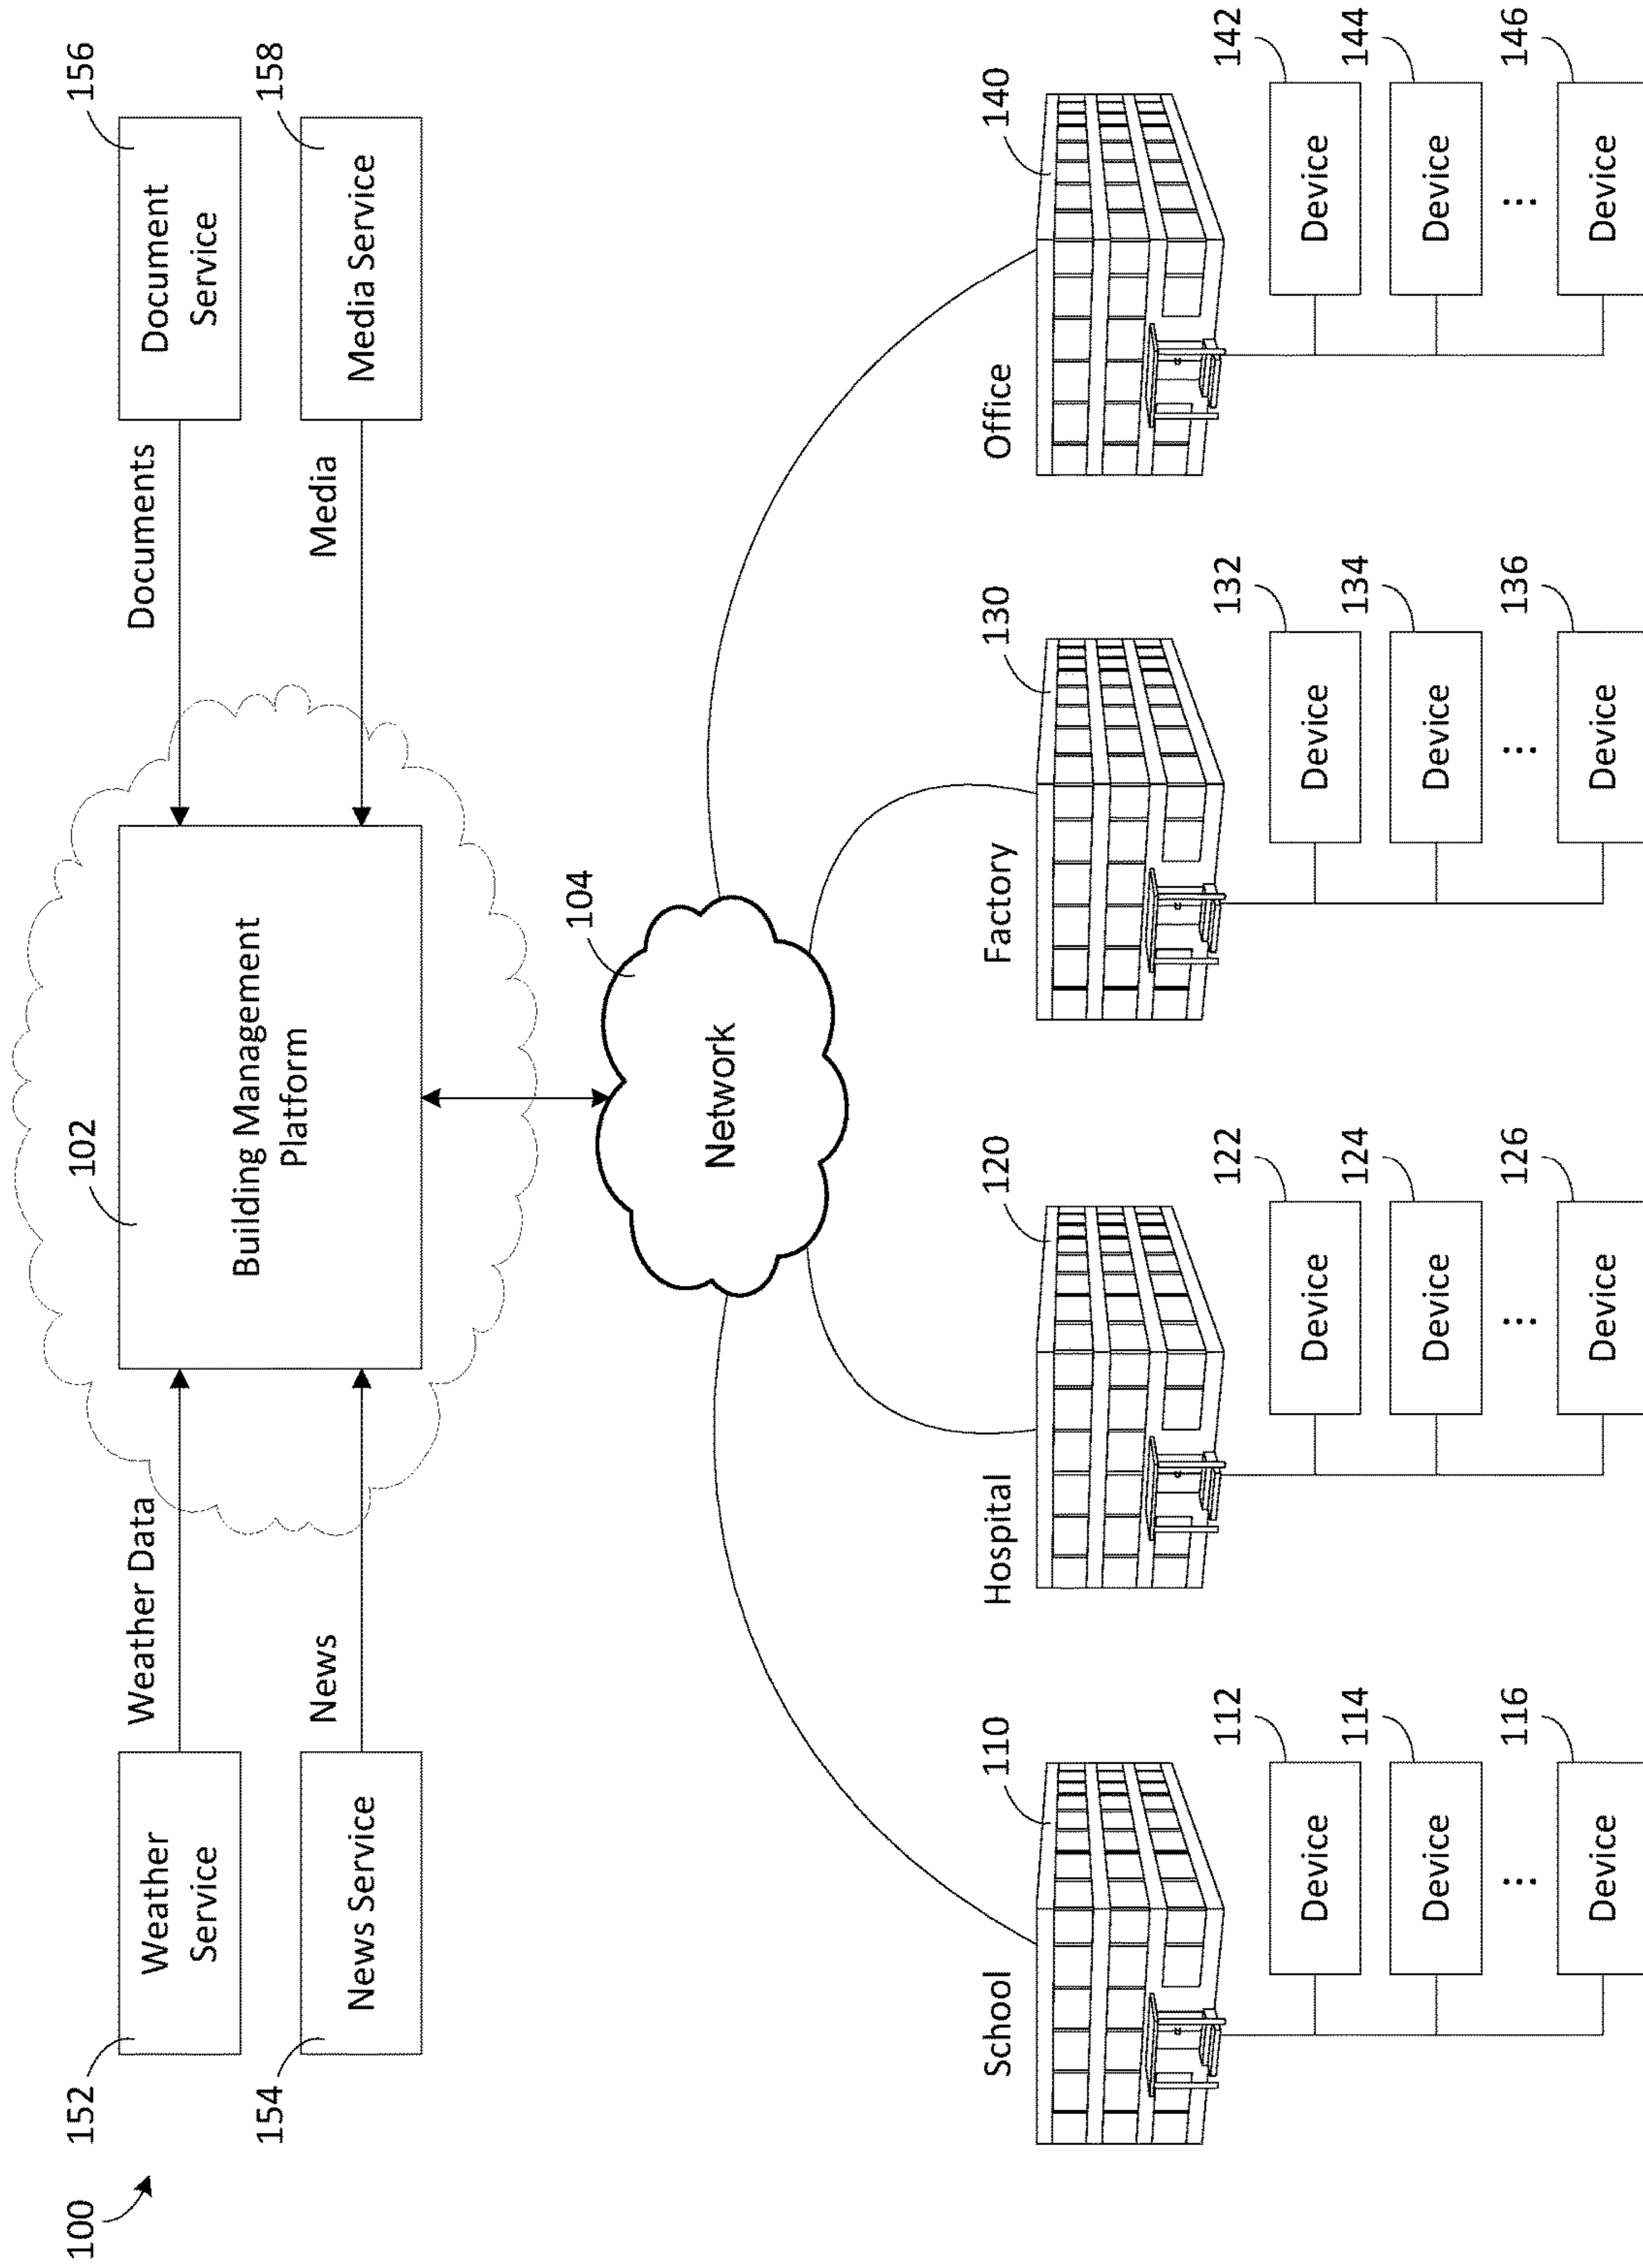 100
152
Weather
Service
Weather Data
102
Building Management
Platform
Documents
Document
Service
156
154
News Service
News
Media
Media Service
158
104
Network
School
110
Hospital
120
Factory
130
Office
140
Device
112
Device
122
Device
132
Device
142
Device
114
Device
124
Device
134
Device
144
Device
116
Device
126
Device
136
Device
146